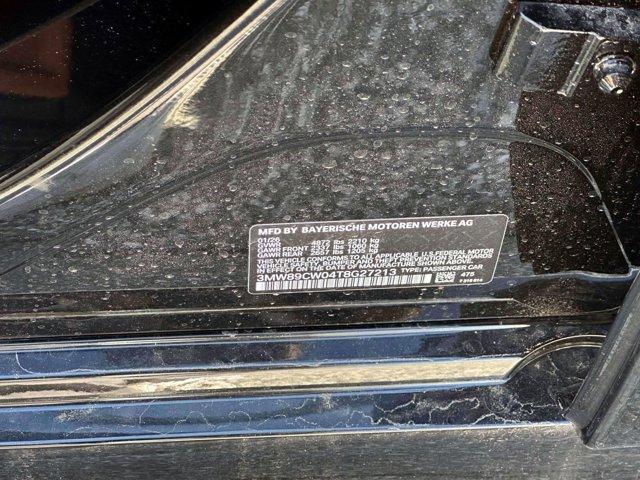 MFD BY BAYERISCHE MOTOREN WERKE AG
01/26
GVWR 4872 lbs 2210 kg
GAWR FRONT 2337 lbs 1060 kg
GAWR REAR 2657 lbs 1205 kg
THIS VEHICLE CONFORMS TO ALL APPLICABLE U.S FEDERAL MOTOR
VEHICLE SAFETY, BUMPER AND THEFT PREVENTION STANDARDS
IN EFFECT ON THE DATE OF MANUFACTURE SHOWN ABOVE.
3MW89CW04T8G27213 TYPE: PASSENGER CAR
475